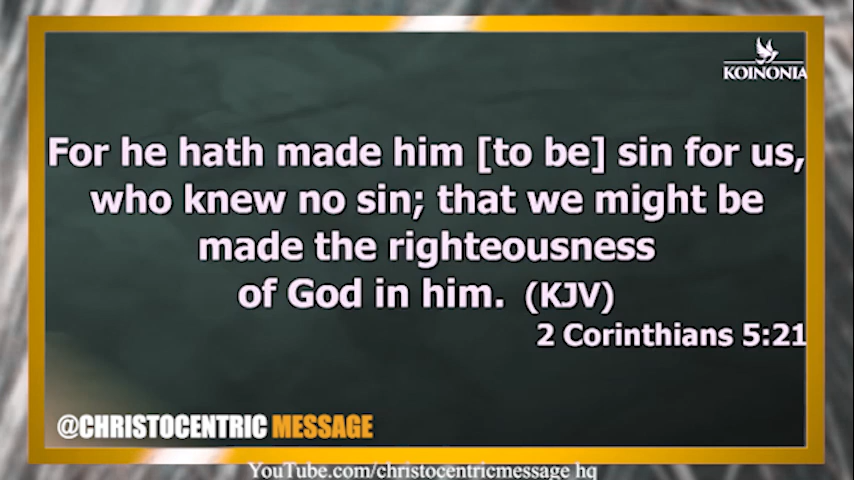 KOINONIA
For he hath made him [to be] sin for us,
who knew no sin; that we might be
made the righteousness
of God in him. (KJV)
2 Corinthians 5:21
@CHRISTOCENTRIC MESSAGE
YouTube.com/christocentricmessage hq